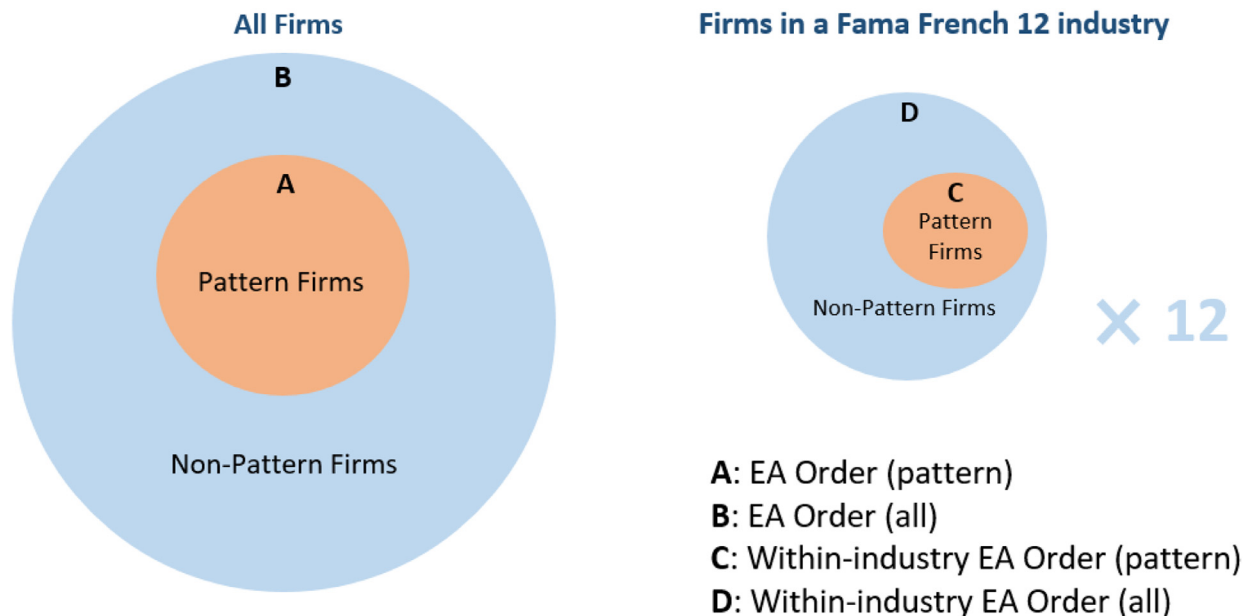 All Firms
B
A
Pattern Firms
Non-Pattern Firms
Firms in a Fama French 12 industry
D
C
Pattern
Firms
Non-Pattern Firms
× 12
A: EA Order (pattern)
B: EA Order (all)
C: Within-industry EA Order (pattern)
D: Within-industry EA Order (all)